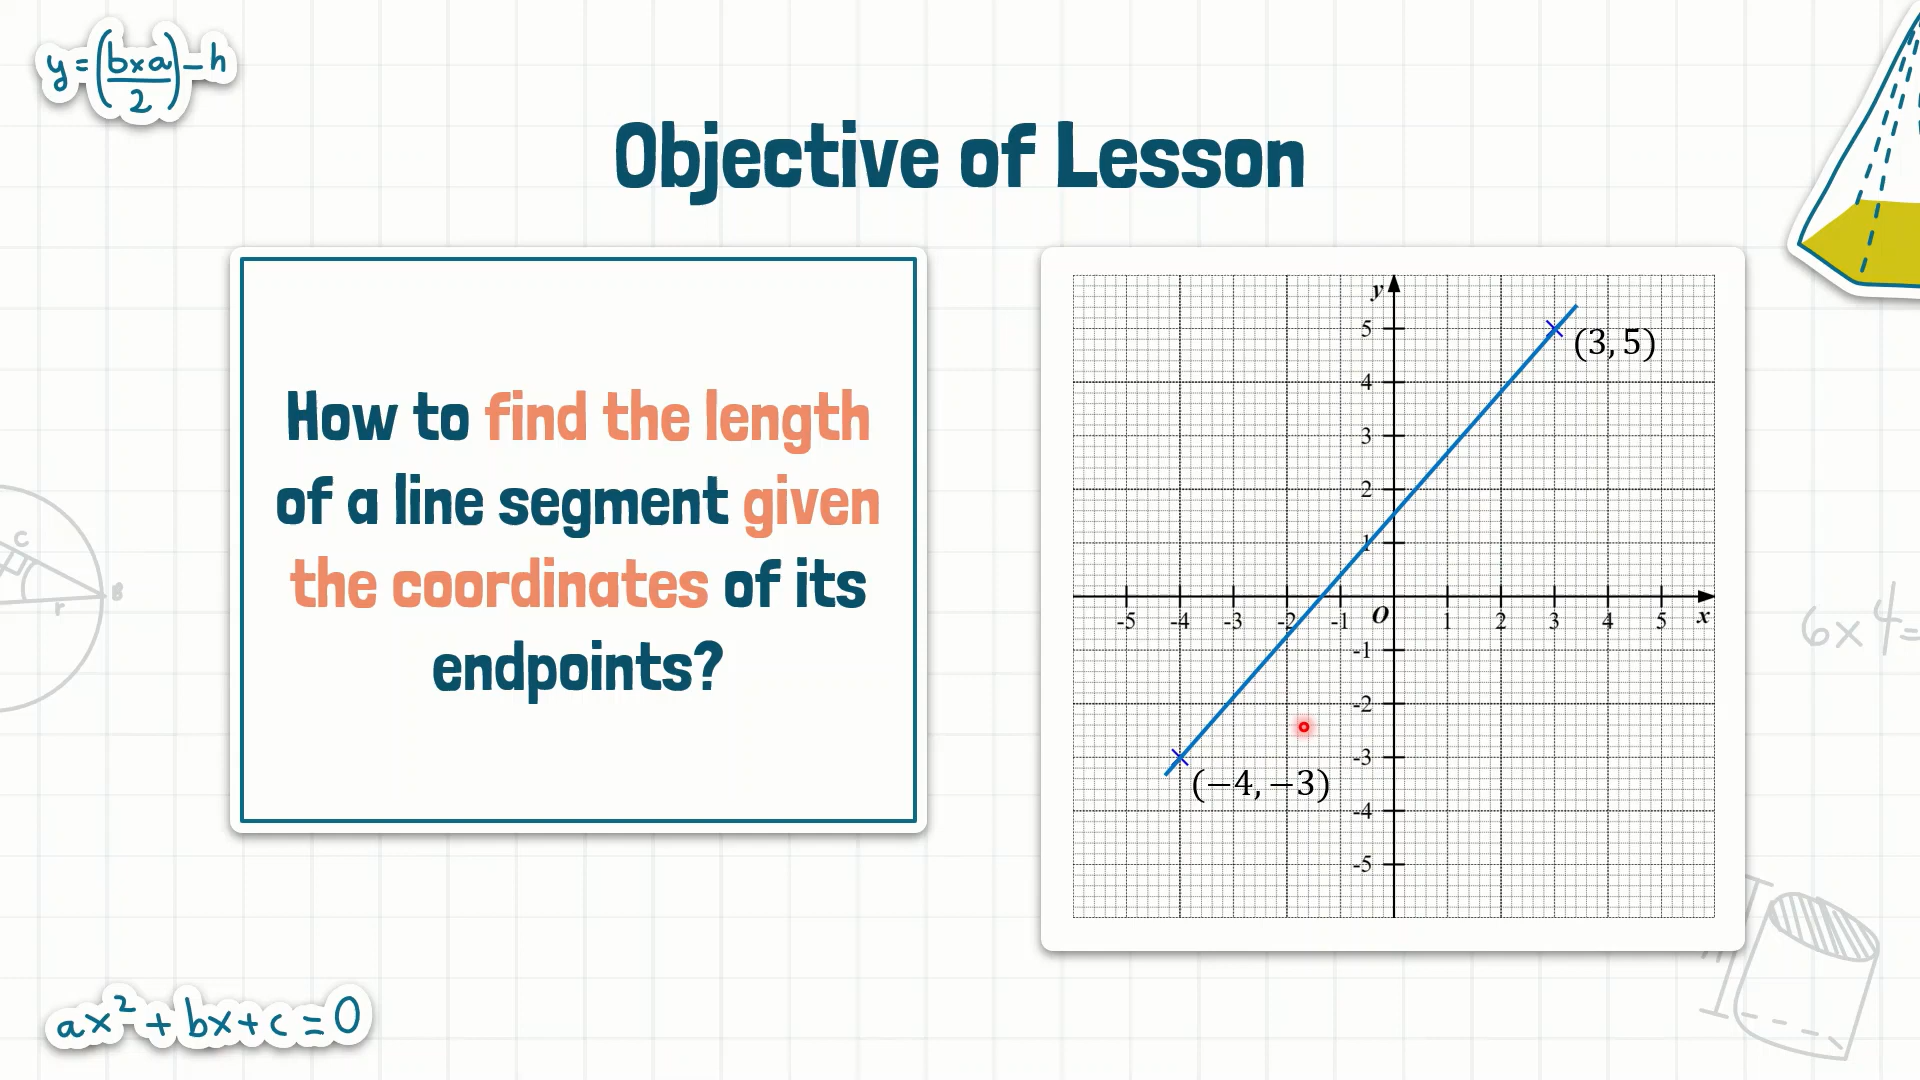 y=(bxa/2)-h
Objective of Lesson
How to find the length
of a line segment given
the coordinates of its
endpoints?
y
5
(3, 5)
4
3
2
1
-5 -4 -3 -2 -1 O 1 2 3 4 5 x
-1
-2
-3
(−4, −3)
-4
-5
c
r
B
6x4=
ax²+bx+c=0